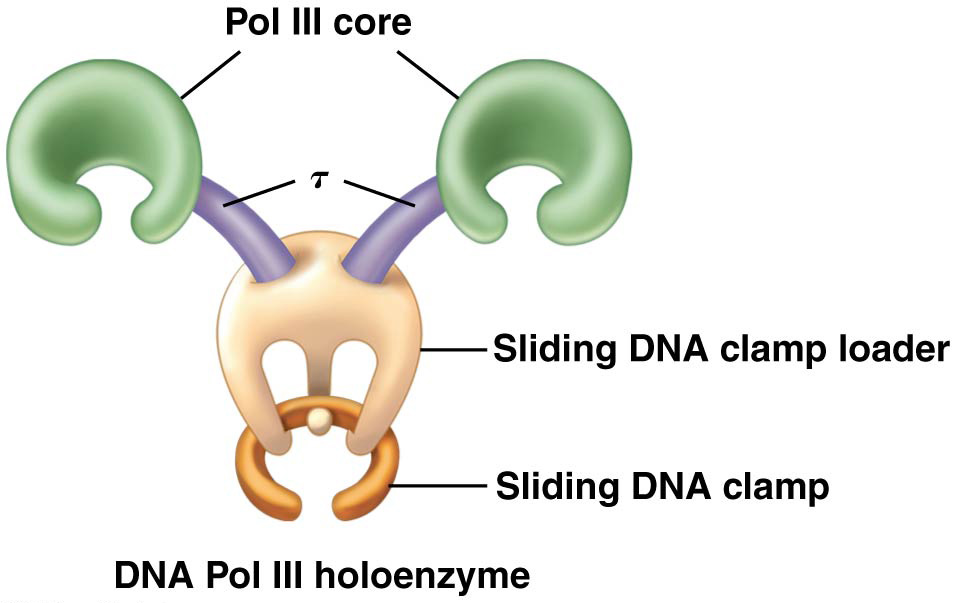 Pol III core
τ
Sliding DNA clamp loader
Sliding DNA clamp
DNA Pol III holoenzyme